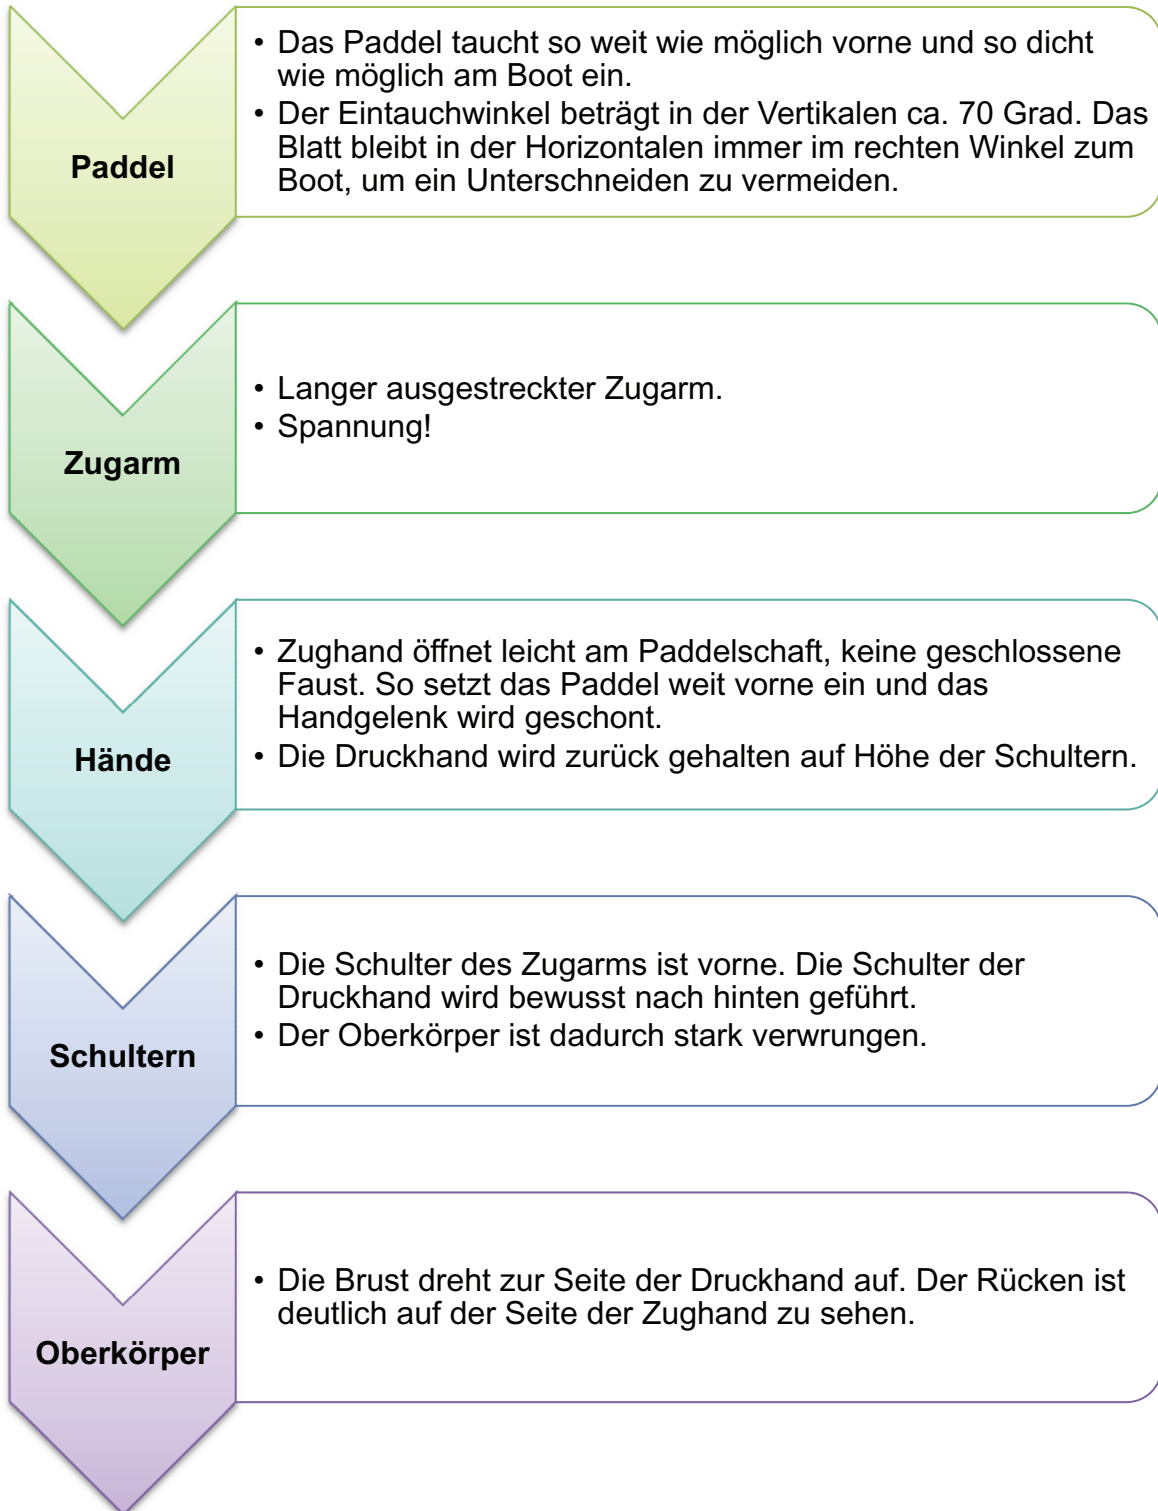 Paddel
• Das Paddel taucht so weit wie möglich vorne und so dicht
wie möglich am Boot ein.
• Der Eintauchwinkel beträgt in der Vertikalen ca. 70 Grad. Das
Blatt bleibt in der Horizontalen immer im rechten Winkel zum
Boot, um ein Unterschneiden zu vermeiden.
Zugarm
• Langer ausgestreckter Zugarm.
• Spannung!
Hände
• Zughand öffnet leicht am Paddelschaft, keine geschlossene
Faust. So setzt das Paddel weit vorne ein und das
Handgelenk wird geschont.
• Die Druckhand wird zurück gehalten auf Höhe der Schultern.
Schultern
• Die Schulter des Zugarms ist vorne. Die Schulter der
Druckhand wird bewusst nach hinten geführt.
• Der Oberkörper ist dadurch stark verwrungen.
Oberkörper
• Die Brust dreht zur Seite der Druckhand auf. Der Rücken ist
deutlich auf der Seite der Zughand zu sehen.